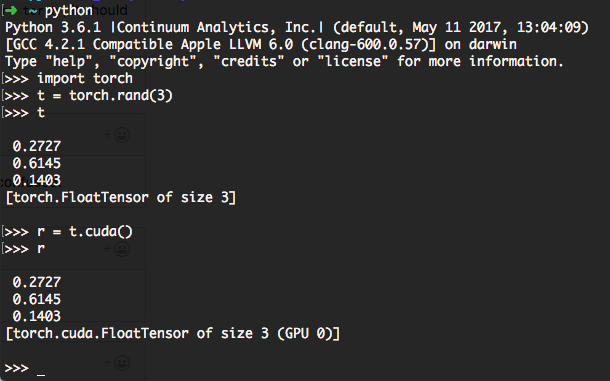 ➜ ~ python
Python 3.6.1 |Continuum Analytics, Inc.| (default, May 11 2017, 13:04:09)
[GCC 4.2.1 Compatible Apple LLVM 6.0 (clang-600.0.57)] on darwin
Type "help", "copyright", "credits" or "license" for more information.
[>>> import torch
[>>> t = torch.rand(3)
[>>> t
0.2727
0.6145
0.1403
[torch.FloatTensor of size 3]
[>>> r = t.cuda()
[>>> r
0.2727
0.6145
0.1403
[torch.cuda.FloatTensor of size 3 (GPU 0)]
>>> _